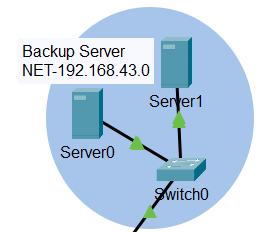 Backup Server
NET-192.168.43.0
Server1
Server0
Switch0